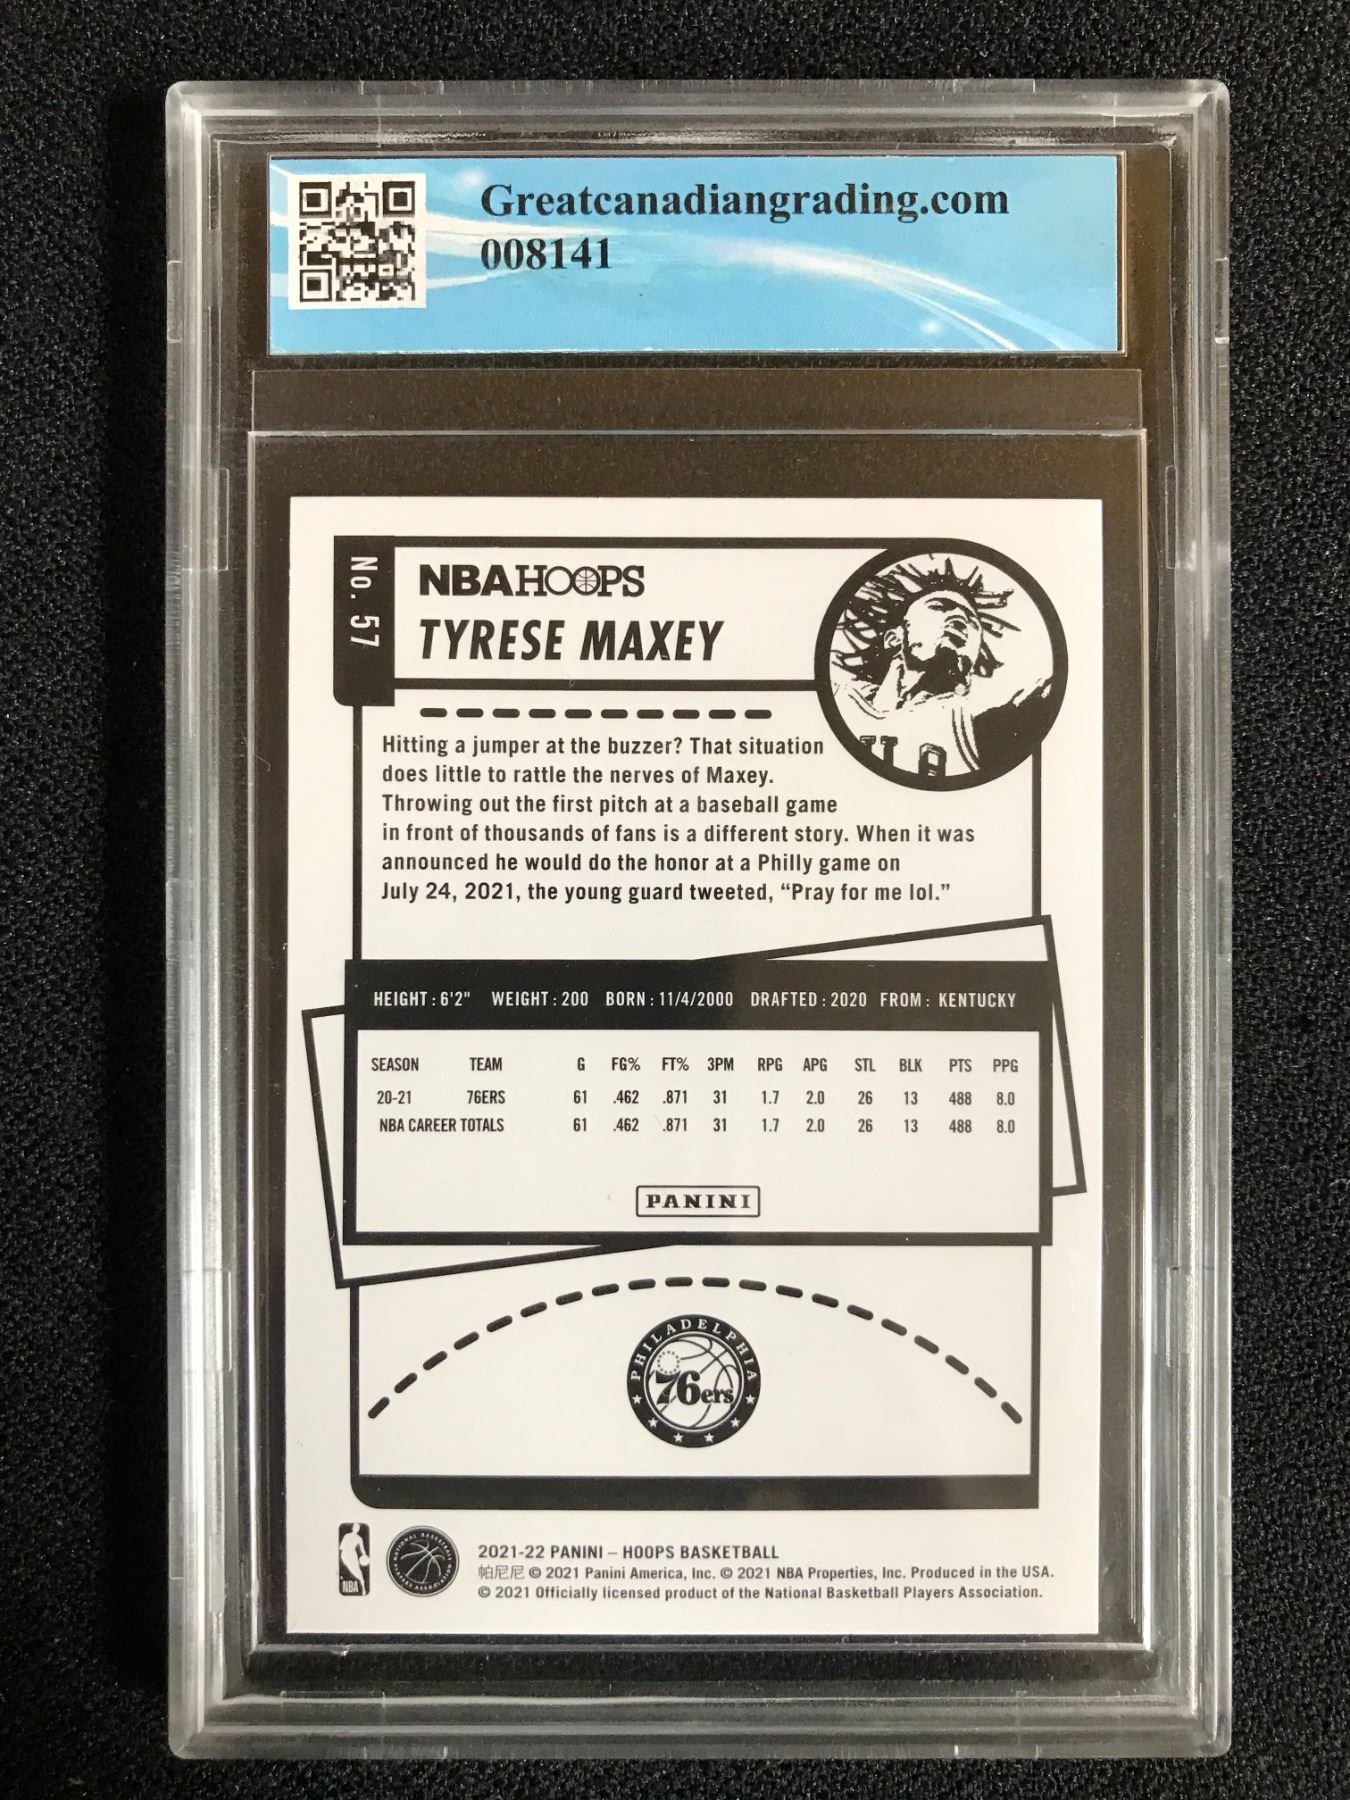 Greatcanadiangrading.com
008141
No. 57
NBA HOOPS
TYRESE MAXEY
Hitting a jumper at the buzzer? That situation
does little to rattle the nerves of Maxey.
Throwing out the first pitch at a baseball game
in front of thousands of fans is a different story. When it was
announced he would do the honor at a Philly game on
July 24, 2021, the young guard tweeted, “Pray for me lol.”
HEIGHT : 6'2" WEIGHT : 200 BORN : 11/4/2000 DRAFTED : 2020 FROM : KENTUCKY
SEASON TEAM G FG% FT% 3PM RPG APG STL BLK PTS PPG
20-21 76ERS 61 .462 .871 31 1.7 2.0 26 13 488 8.0
NBA CAREER TOTALS 61 .462 .871 31 1.7 2.0 26 13 488 8.0
PANINI
PHILADELPHIA
76ers
NBA
NATIONAL BASKETBALL PLAYERS ASSOCIATION
2021-22 PANINI – HOOPS BASKETBALL
帕尼尼 © 2021 Panini America, Inc. © 2021 NBA Properties, Inc. Produced in the USA.
© 2021 Officially licensed product of the National Basketball Players Association.